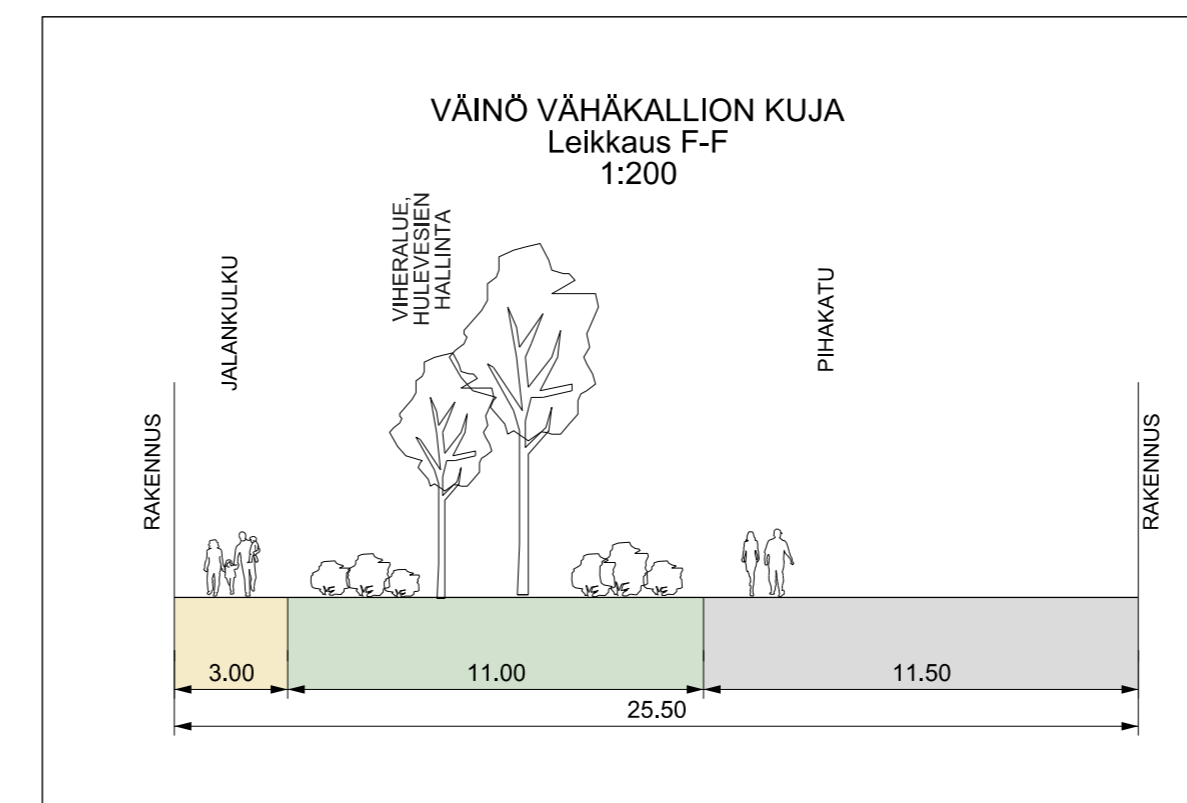 VÄINÖ VÄHÄKALLION KUJA
Leikkaus F-F
1:200
RAKENNUS
JALANKULKU
VIHERALUE,
HULEVESIEN
HALLINTA
PIHAKATU
RAKENNUS
3.00
11.00
11.50
25.50